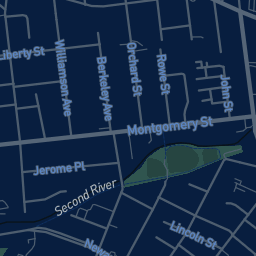 Liberty St
Williamson Ave
Berkeley Ave
Orchard St
Rowe St
John St
Montgomery St
Jerome Pl
Second River
Lincoln St